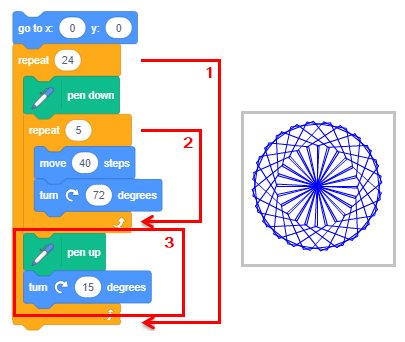 go to x: 0 y: 0
repeat 24
1
pen down
repeat 5
2
move 40 steps
turn 72 degrees
3
pen up
turn 15 degrees